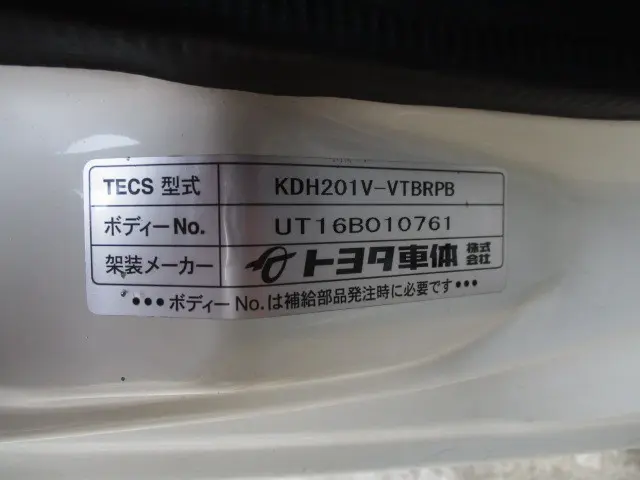 TECS 型式 KDH201V-VTBRPB
ボディーNo. UT16B010761
架装メーカー トヨタ車体 株式会社
•••ボディーNo.は補給部品発注時に必要です•••